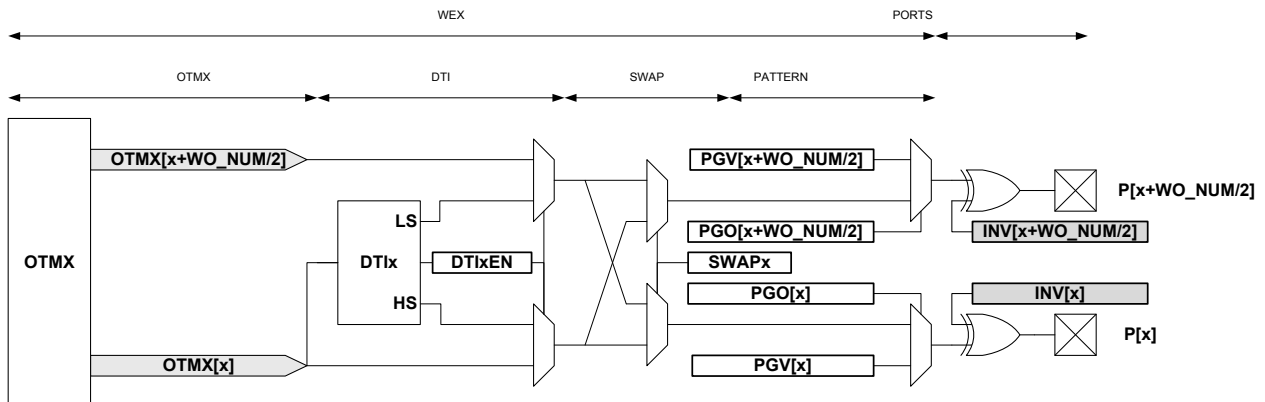 WEX PORTS
OTMX DTI SWAP PATTERN
OTMX[x+WO_NUM/2] PGV[x+WO_NUM/2]
P[x+WO_NUM/2]
LS
PGO[x+WO_NUM/2] INV[x+WO_NUM/2]
OTMX DTIx DTIxEN SWAPx
HS PGO[x] INV[x]
P[x]
OTMX[x] PGV[x]